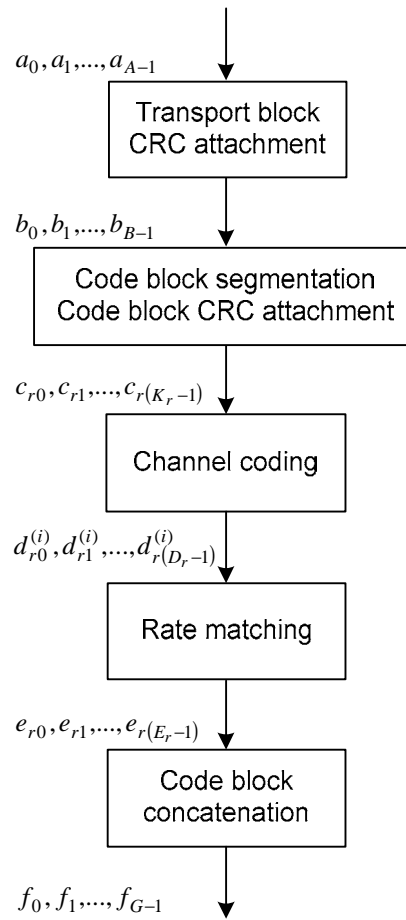 a_0, a_1,..., a_{A-1}
Transport block
CRC attachment
b_0, b_1,..., b_{B-1}
Code block segmentation
Code block CRC attachment
c_{r0}, c_{r1},..., c_{r(K_r-1)}
Channel coding
d_{r0}^{(i)}, d_{r1}^{(i)},..., d_{r(D_r-1)}^{(i)}
Rate matching
e_{r0}, e_{r1},..., e_{r(E_r-1)}
Code block
concatenation
f_0, f_1,..., f_{G-1}